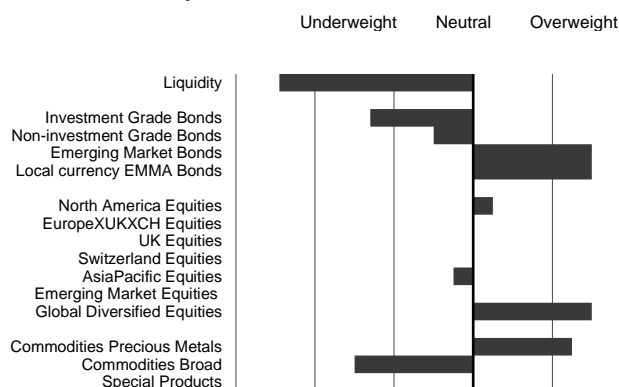 Underweight Neutral Overweight
Liquidity
Investment Grade Bonds
Non-investment Grade Bonds
Emerging Market Bonds
Local currency EMMA Bonds
North America Equities
EuropeXUKXCH Equities
UK Equities
Switzerland Equities
AsiaPacific Equities
Emerging Market Equities
Global Diversified Equities
Commodities Precious Metals
Commodities Broad
Special Products